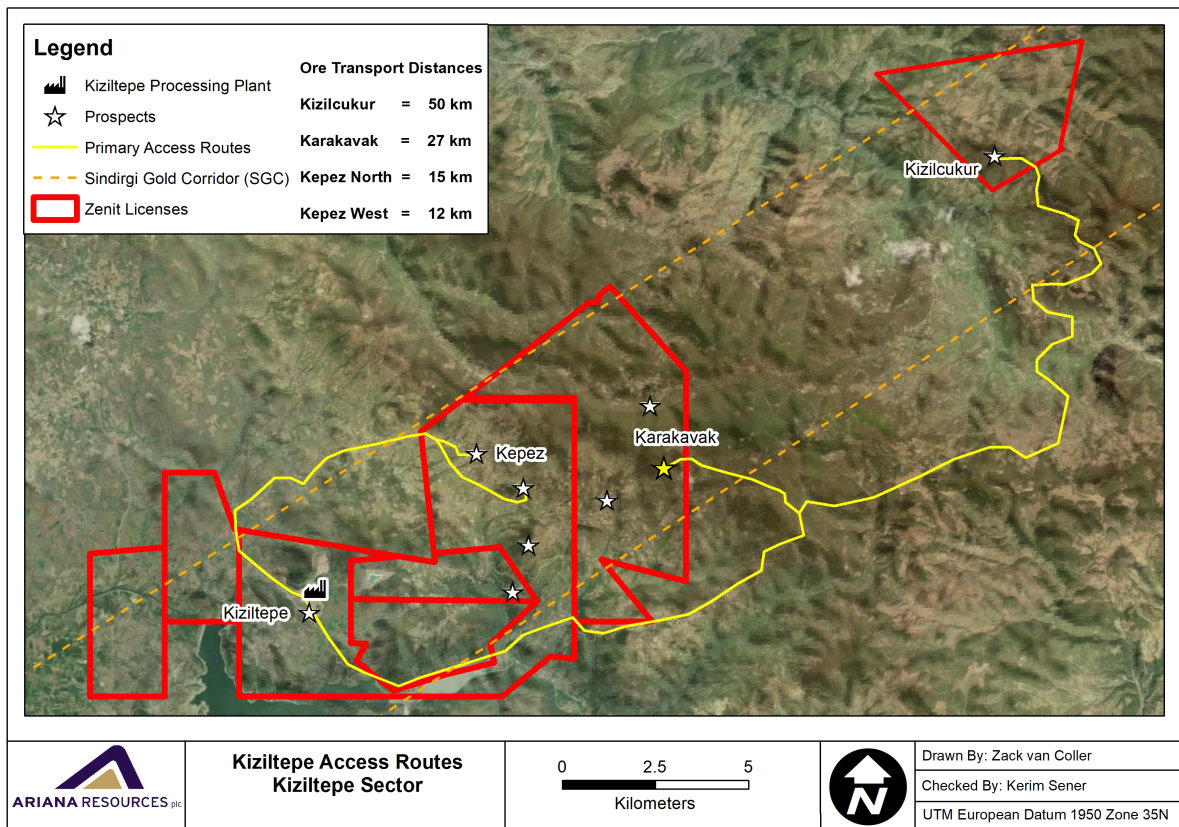 Legend
Kiziltepe Processing Plant
Prospects
Primary Access Routes
Sindirgi Gold Corridor (SGC)
Zenit Licenses
Ore Transport Distances
Kizilcukur = 50 km
Karakavak = 27 km
Kepez North = 15 km
Kepez West = 12 km
Kizilcukur
Karakavak
Kepez
Kiziltepe
ARIANA RESOURCES plc
Kiziltepe Access Routes
Kiziltepe Sector
0 2.5 5
Kilometers
N
Drawn By: Zack van Coller
Checked By: Kerim Sener
UTM European Datum 1950 Zone 35N